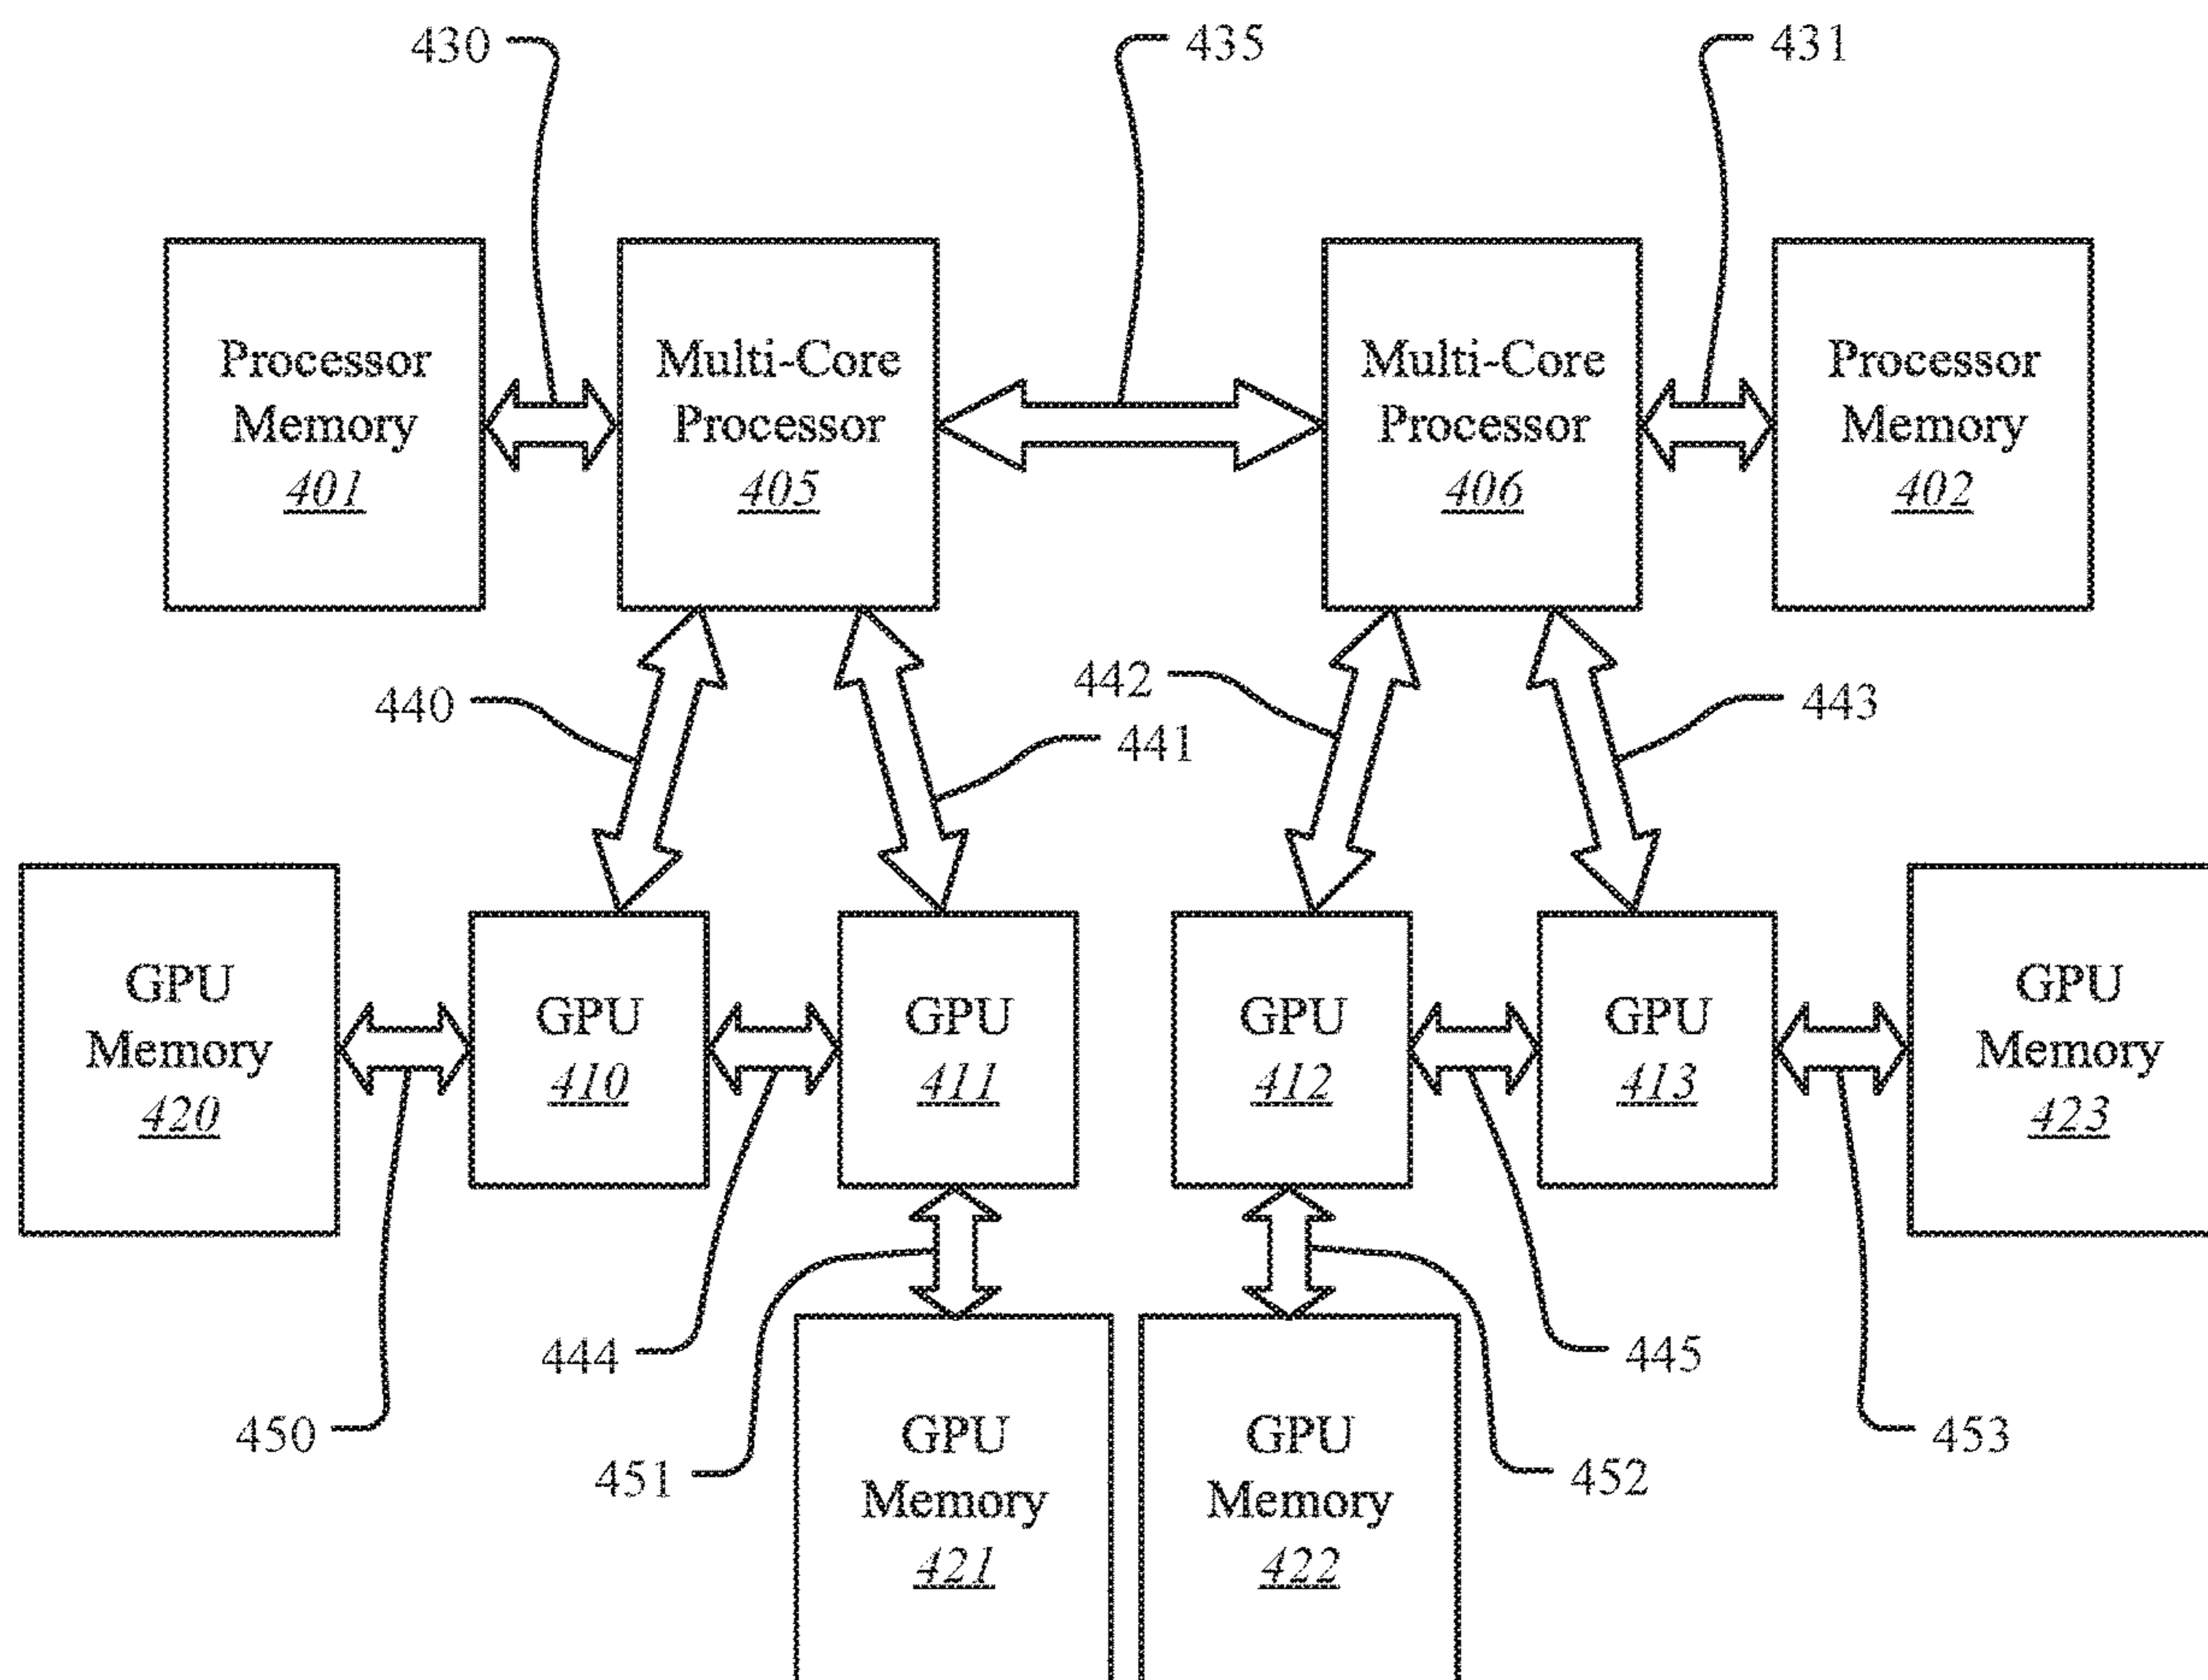 430
435
431
Processor
Memory
401
Multi-Core
Processor
405
Multi-Core
Processor
406
Processor
Memory
402
440
441
442
443
GPU
Memory
420
GPU
410
GPU
411
GPU
412
GPU
413
GPU
Memory
423
444
445
450
451
452
453
GPU
Memory
421
GPU
Memory
422